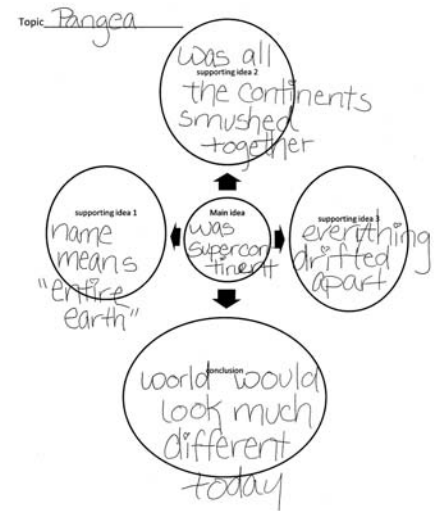 Topic Pangea
was all
supporting idea 2
the continents
smushed
together
supporting idea 1
name
means
"entire
earth"
Main idea
was
supercon
tinent
supporting idea 3
everything
drifted
apart
conclusion
world would
look much
different
today